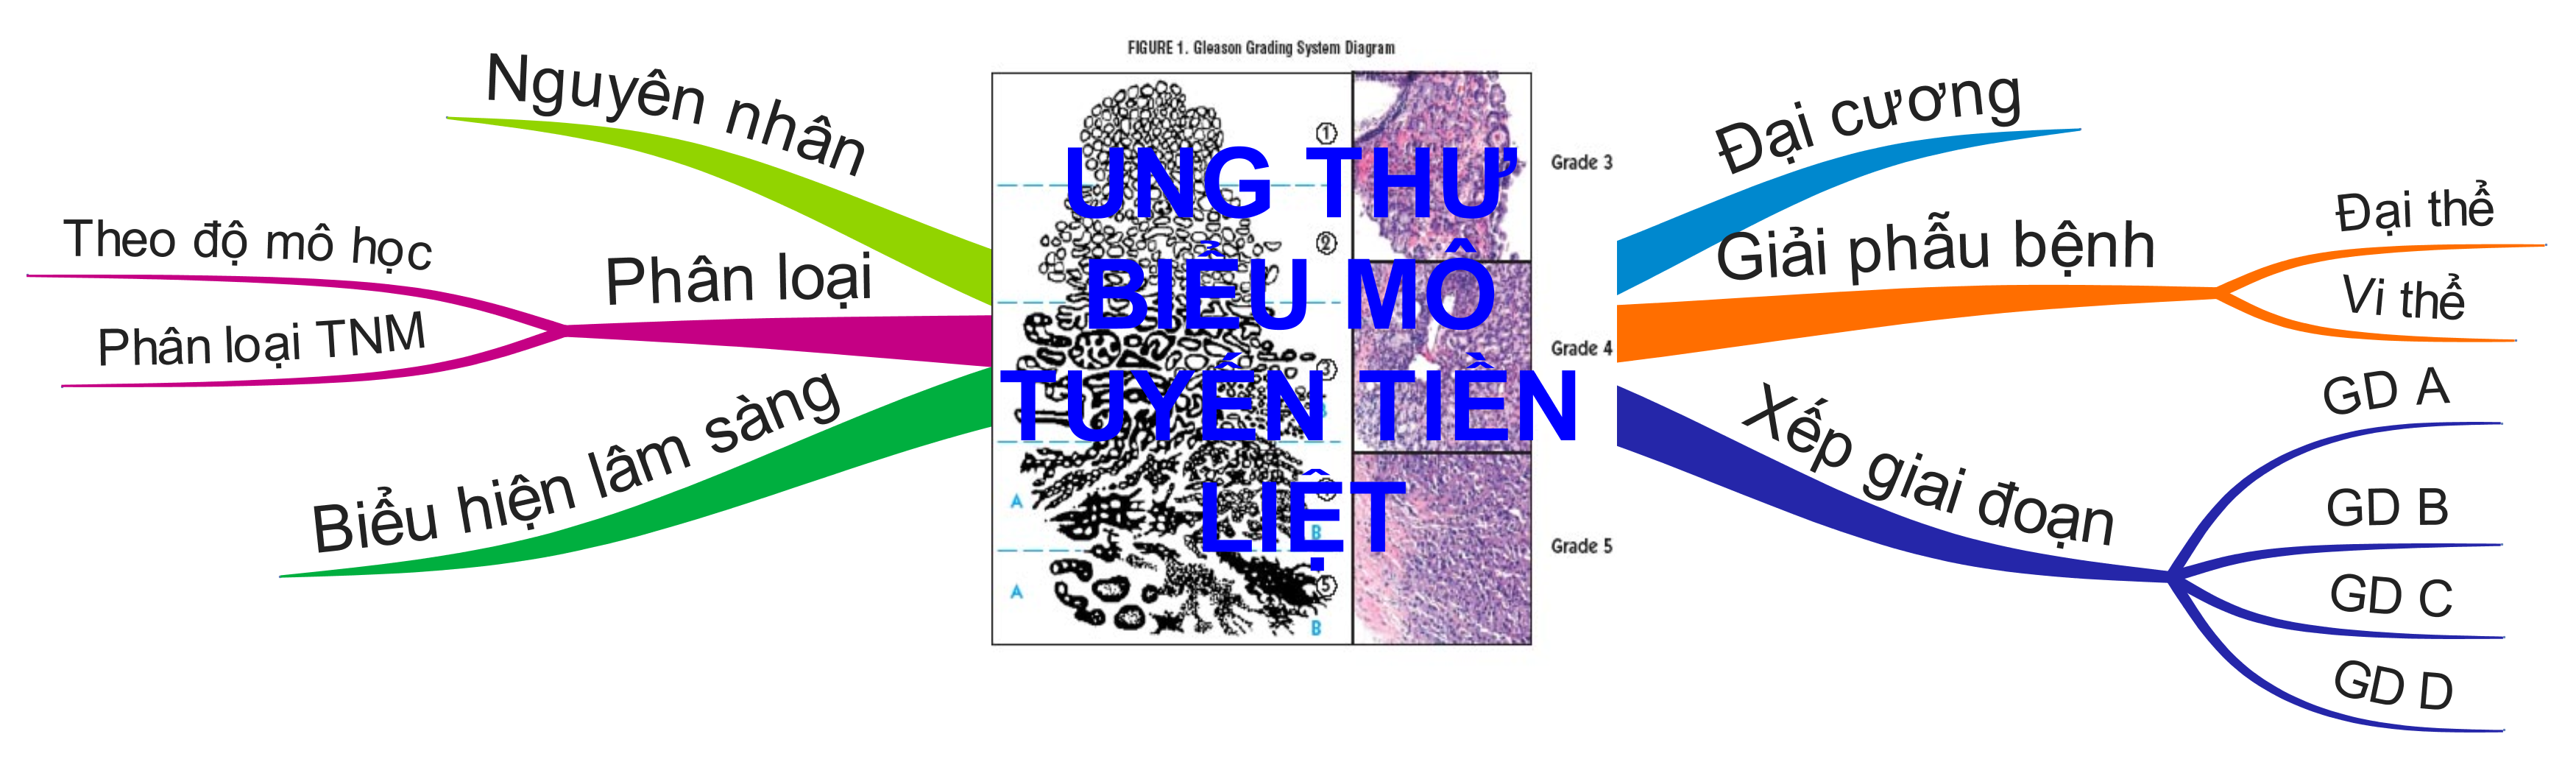 FIGURE 1. Gleason Grading System Diagram
UNG THƯ
BIỂU MÔ
TUYẾN TIỀN
LIỆT
1
2
3
5
B
A
B
A
B
Grade 3
Grade 4
Grade 5
Đại cương
Giải phẫu bệnh
Đại thể
Vi thể
Xếp giai đoạn
GD A
GD B
GD C
GD D
Nguyên nhân
Phân loại
Theo độ mô học
Phân loại TNM
Biểu hiện lâm sàng